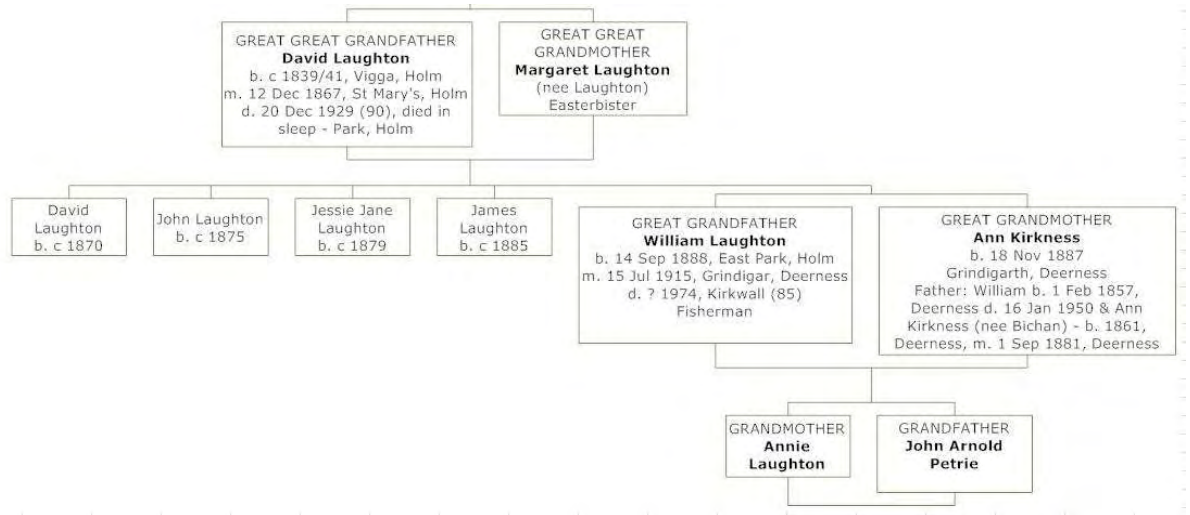 GREAT GREAT GRANDFATHER
David Laughton
b. c 1839/41, Vigga, Holm
m. 12 Dec 1867, St Mary's, Holm
d. 20 Dec 1929 (90), died in
sleep - Park, Holm
GREAT GREAT
GRANDMOTHER
Margaret Laughton
(nee Laughton)
Easterbister
David
Laughton
b. c 1870
John Laughton
b. c 1875
Jessie Jane
Laughton
b. c 1879
James
Laughton
b. c 1885
GREAT GRANDFATHER
William Laughton
b. 14 Sep 1888, East Park, Holm
m. 15 Jul 1915, Grindigar, Deerness
d. ? 1974, Kirkwall (85)
Fisherman
GREAT GRANDMOTHER
Ann Kirkness
b. 18 Nov 1887
Grindigarth, Deerness
Father: William b. 1 Feb 1857,
Deerness d. 16 Jan 1950 & Ann
Kirkness (nee Bichan) - b. 1861,
Deerness, m. 1 Sep 1881, Deerness
GRANDMOTHER
Annie
Laughton
GRANDFATHER
John Arnold
Petrie